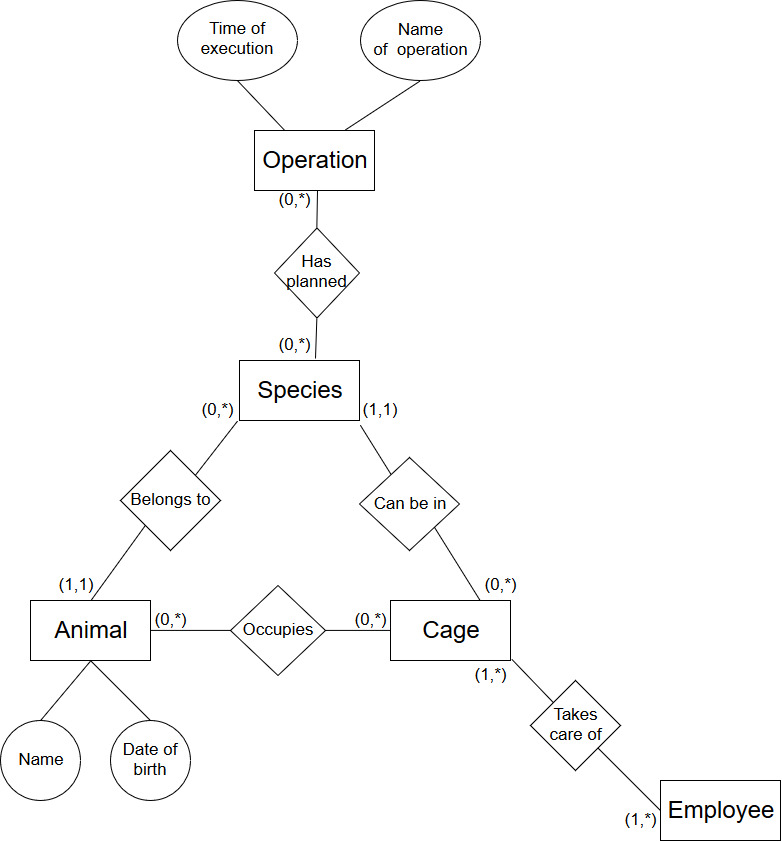 Time of
execution
Name
of operation
Operation
(0,*)
Has
planned
(0,*)
Species
(0,*)
(1,1)
Belongs to
Can be in
(1,1)
(0,*)
Animal
(0,*)
Occupies
(0,*)
Cage
(1,*)
Takes
care of
Name
Date of
birth
Employee
(1,*)